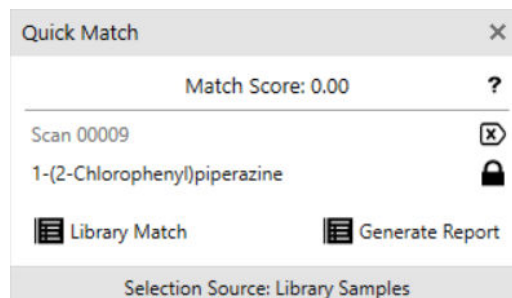 Quick Match
Match Score: 0.00 ?
Scan 00009
1-(2-Chlorophenyl)piperazine
Library Match Generate Report
Selection Source: Library Samples